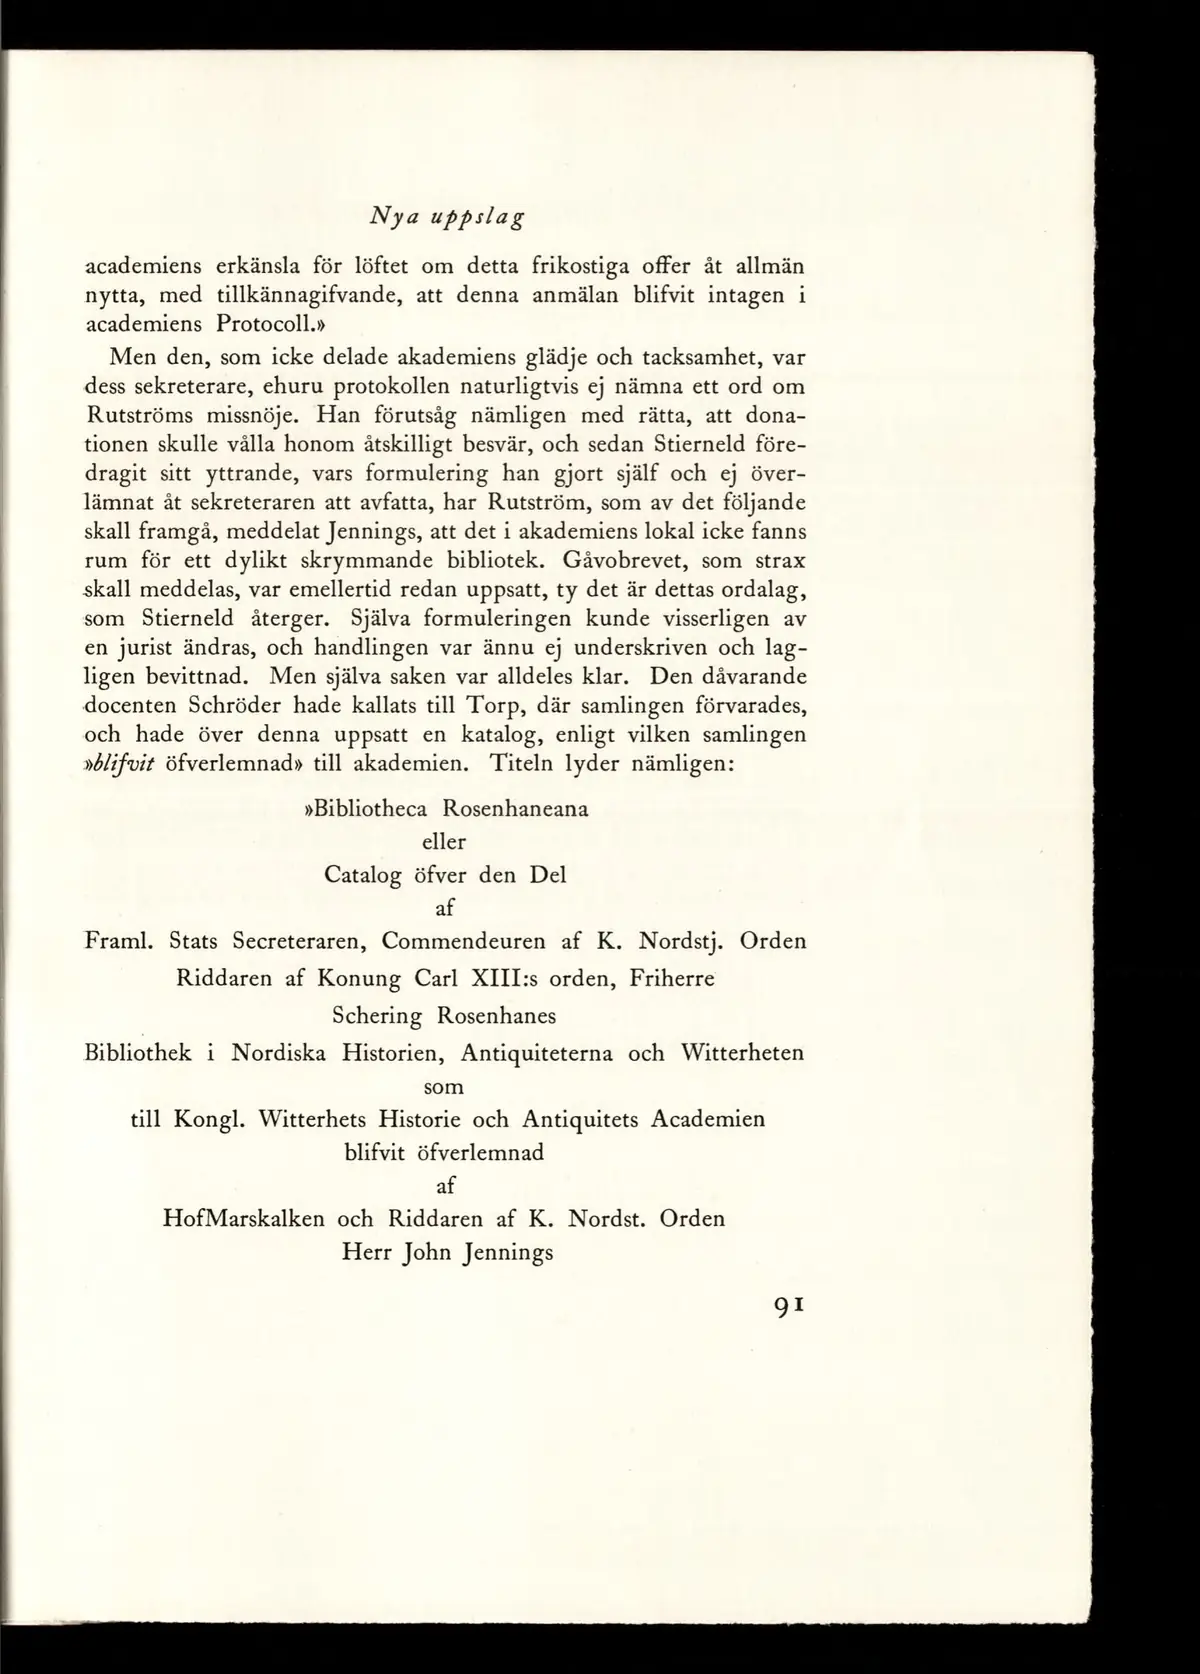 Nya uppslag
academiens erkänsla för löftet om detta frikostiga offer åt allmän
nytta, med tillkännagifvande, att denna anmälan blifvit intagen i
academiens Protocoll.»
Men den, som icke delade akademiens glädje och tacksamhet, var
dess sekreterare, ehuru protokollen naturligtvis ej nämna ett ord om
Rutströms missnöje. Han förutsåg nämligen med rätta, att dona-
tionen skulle vålla honom åtskilligt besvär, och sedan Stierneld före-
dragit sitt yttrande, vars formulering han gjort själf och ej över-
lämnat åt sekreteraren att avfatta, har Rutström, som av det följande
skall framgå, meddelat Jennings, att det i akademiens lokal icke fanns
rum för ett dylikt skrymmande bibliotek. Gåvobrevet, som strax
skall meddelas, var emellertid redan uppsatt, ty det är dettas ordalag,
som Stierneld återger. Själva formuleringen kunde visserligen av
en jurist ändras, och handlingen var ännu ej underskriven och lag-
ligen bevittnad. Men själva saken var alldeles klar. Den dåvarande
docenten Schröder hade kallats till Torp, där samlingen förvarades,
och hade över denna uppsatt en katalog, enligt vilken samlingen
»blifvit öfverlemnad» till akademien. Titeln lyder nämligen:
»Bibliotheca Rosenhaneana
eller
Catalog öfver den Del
af
Framl. Stats Secreteraren, Commendeuren af K. Nordstj. Orden
Riddaren af Konung Carl XIII:s orden, Friherre
Schering Rosenhanes
Bibliothek i Nordiska Historien, Antiquiteterna och Witterheten
som
till Kongl. Witterhets Historie och Antiquitets Academien
blifvit öfverlemnad
af
HofMarskalken och Riddaren af K. Nordst. Orden
Herr John Jennings
91